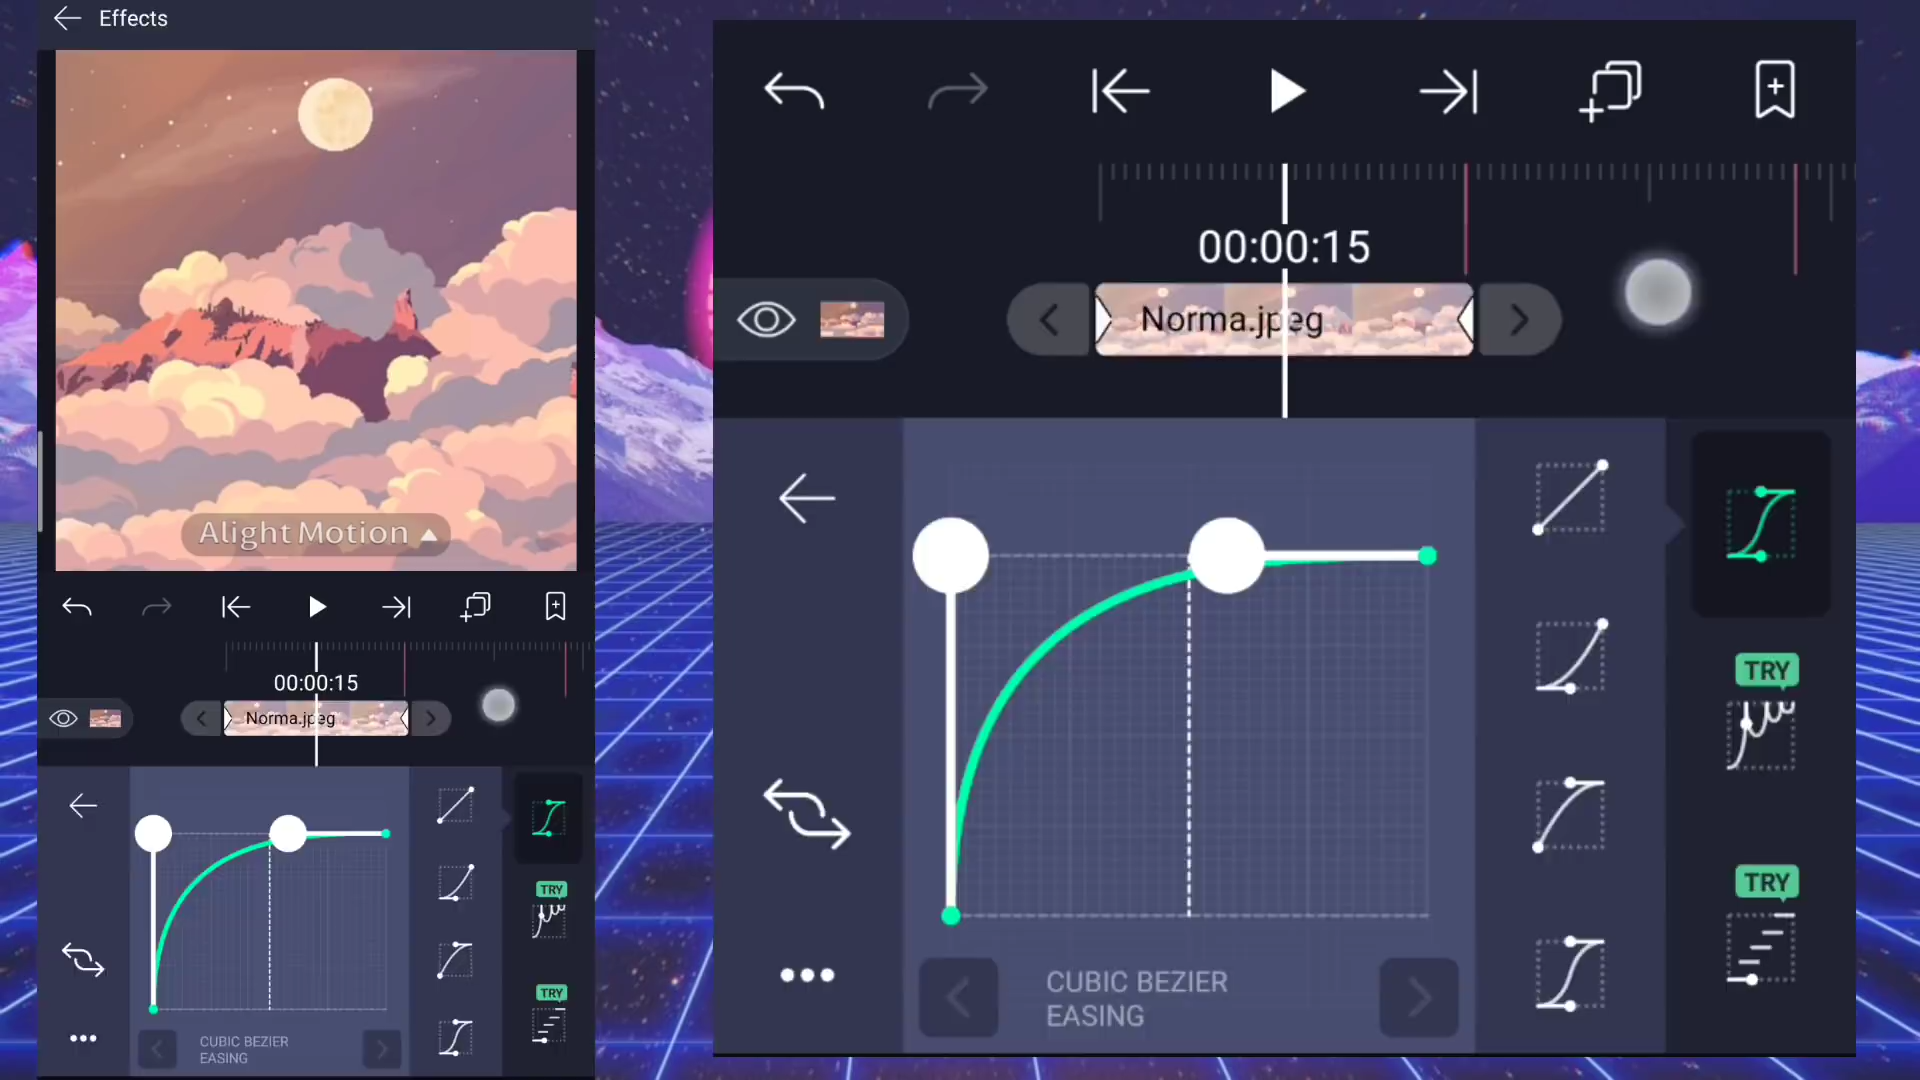 Effects
Alight Motion
00:00:15
Norma.jpeg
TRY
TRY
CUBIC BEZIER
EASING
00:00:15
Norma.jpeg
TRY
TRY
CUBIC BEZIER
EASING